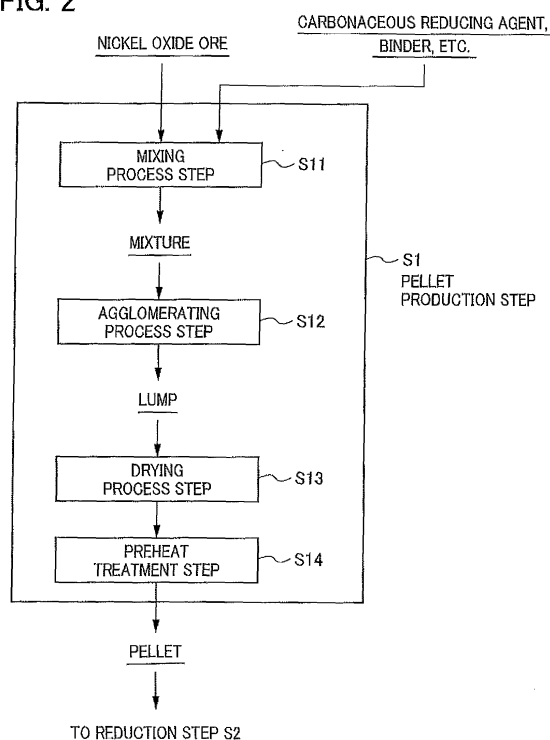 FIG. 2
CARBONACEOUS REDUCING AGENT,
BINDER, ETC.
NICKEL OXIDE ORE
MIXING
PROCESS STEP
S11
MIXTURE
S1
PELLET
PRODUCTION STEP
AGGLOMERATING
PROCESS STEP
S12
LUMP
DRYING
PROCESS STEP
S13
PREHEAT
TREATMENT STEP
S14
PELLET
TO REDUCTION STEP S2